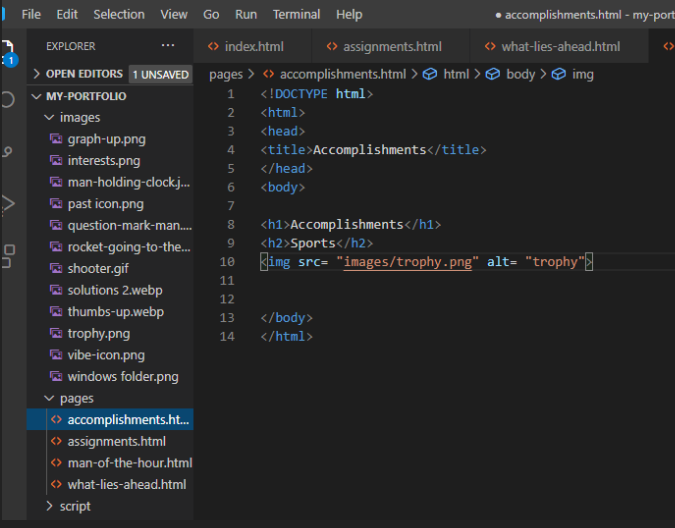 File Edit Selection View Go Run Terminal Help
● accomplishments.html - my-port
EXPLORER ···
index.html
assignments.html
what-lies-ahead.html
1
OPEN EDITORS 1 UNSAVED
MY-PORTFOLIO
images
graph-up.png
interests.png
man-holding-clock.j...
past icon.png
question-mark-man....
rocket-going-to-the...
shooter.gif
solutions 2.webp
thumbs-up.webp
trophy.png
vibe-icon.png
windows folder.png
pages
accomplishments.ht...
assignments.html
man-of-the-hour.html
what-lies-ahead.html
script
pages > accomplishments.html > html > body > img
1 <!DOCTYPE html>
2 <html>
3 <head>
4 <title>Accomplishments</title>
5 </head>
6 <body>
7
8 <h1>Accomplishments</h1>
9 <h2>Sports</h2>
10 <img src= "images/trophy.png" alt= "trophy">
11
12
13 </body>
14 </html>